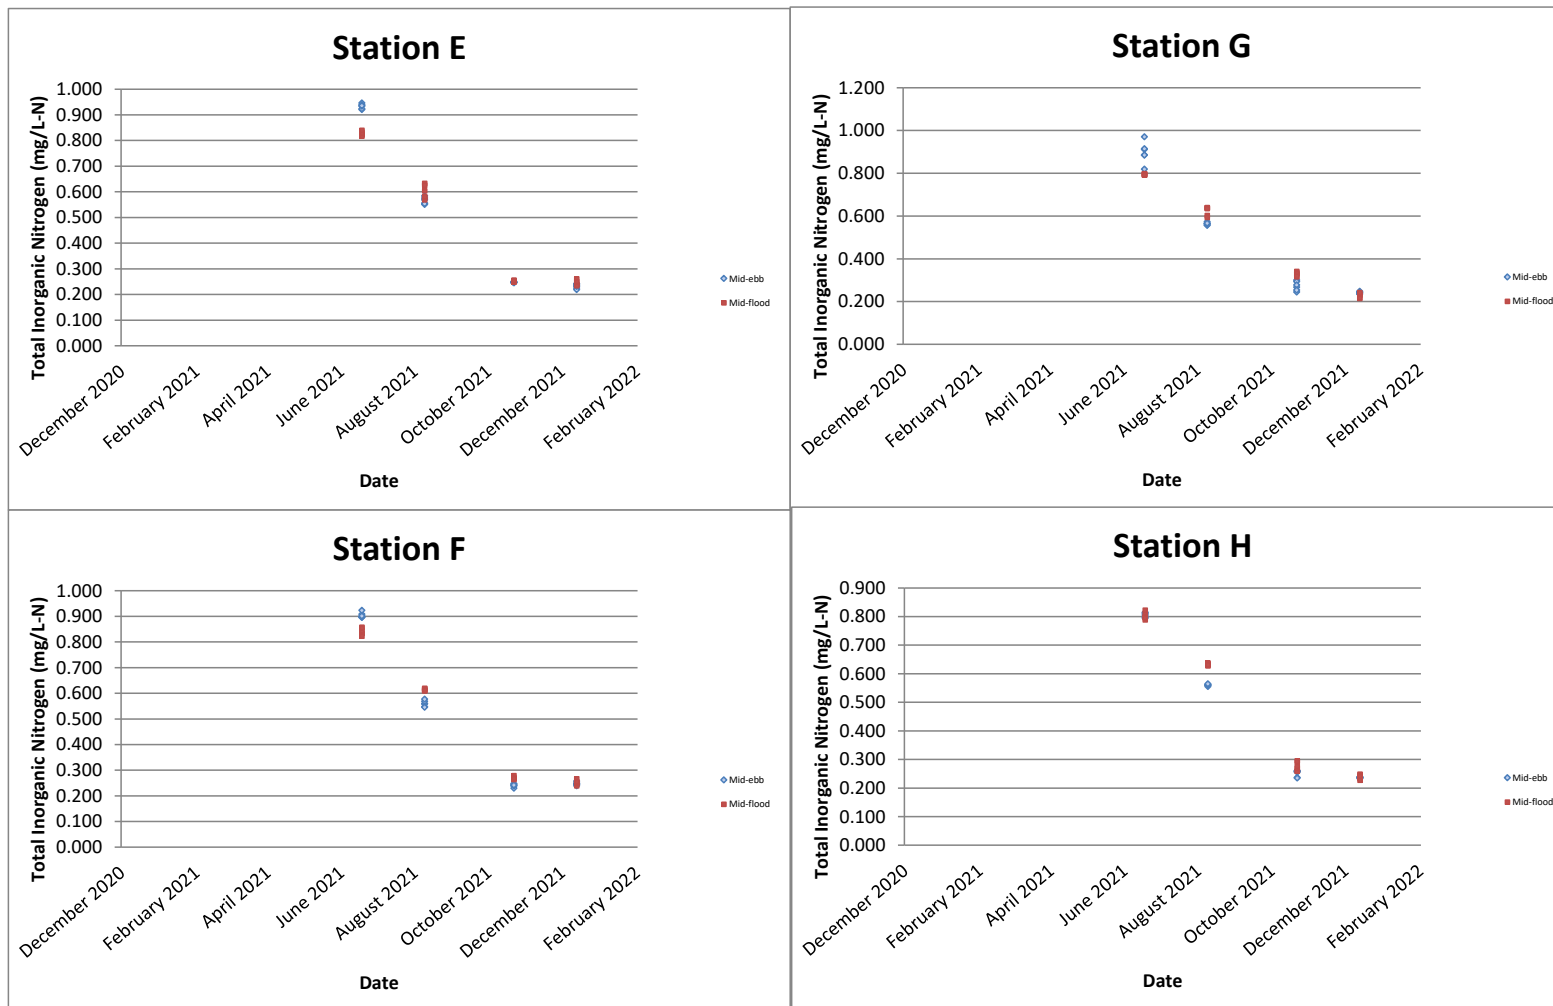 Station E
Total Inorganic Nitrogen (mg/L-N)
1.000
0.900
0.800
0.700
0.600
0.500
0.400
0.300
0.200
0.100
0.000
December 2020
February 2021
April 2021
June 2021
August 2021
October 2021
December 2021
February 2022
Date
Mid-ebb
Mid-flood
Station G
Total Inorganic Nitrogen (mg/L-N)
1.200
1.000
0.800
0.600
0.400
0.200
0.000
December 2020
February 2021
April 2021
June 2021
August 2021
October 2021
December 2021
February 2022
Date
Mid-ebb
Mid-flood
Station F
Total Inorganic Nitrogen (mg/L-N)
1.000
0.900
0.800
0.700
0.600
0.500
0.400
0.300
0.200
0.100
0.000
December 2020
February 2021
April 2021
June 2021
August 2021
October 2021
December 2021
February 2022
Date
Mid-ebb
Mid-flood
Station H
Total Inorganic Nitrogen (mg/L-N)
0.900
0.800
0.700
0.600
0.500
0.400
0.300
0.200
0.100
0.000
December 2020
February 2021
April 2021
June 2021
August 2021
October 2021
December 2021
February 2022
Date
Mid-ebb
Mid-flood